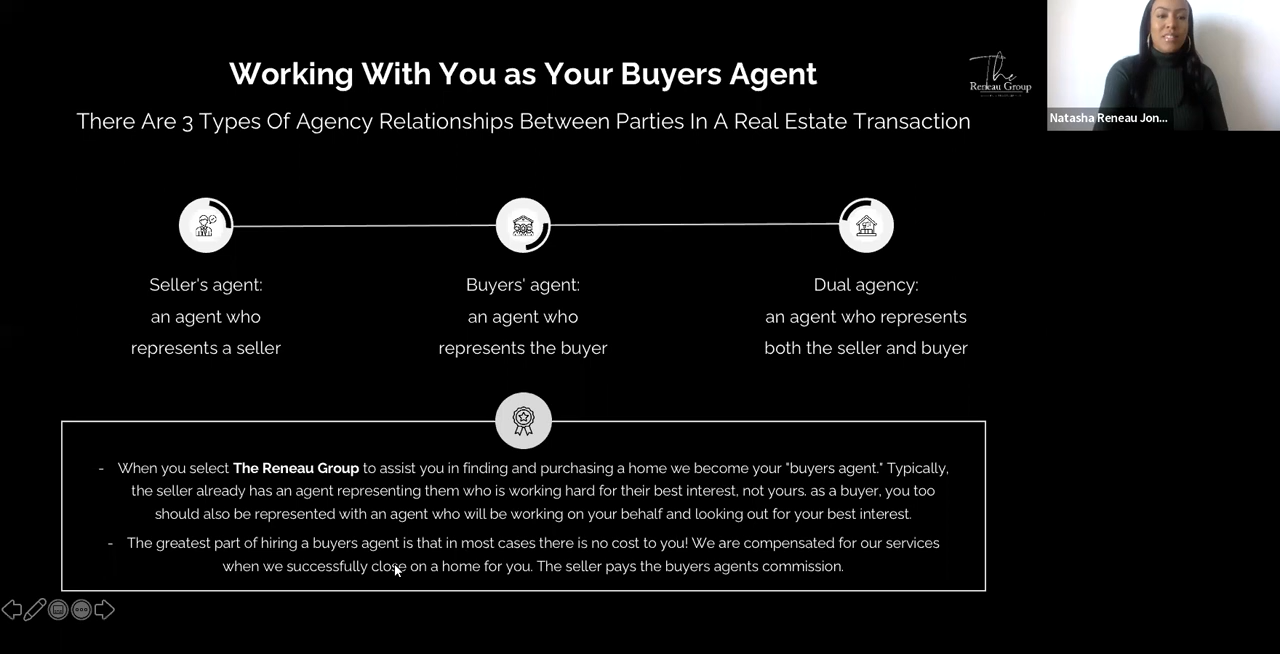 Working With You as Your Buyers Agent
There Are 3 Types Of Agency Relationships Between Parties In A Real Estate Transaction
The
Reneau Group
Natasha Reneau Jon...
Seller's agent:
an agent who
represents a seller
Buyers' agent:
an agent who
represents the buyer
Dual agency:
an agent who represents
both the seller and buyer
- When you select The Reneau Group to assist you in finding and purchasing a home we become your "buyers agent." Typically,
the seller already has an agent representing them who is working hard for their best interest, not yours. as a buyer, you too
should also be represented with an agent who will be working on your behalf and looking out for your best interest.
- The greatest part of hiring a buyers agent is that in most cases there is no cost to you! We are compensated for our services
when we successfully close on a home for you. The seller pays the buyers agents commission.